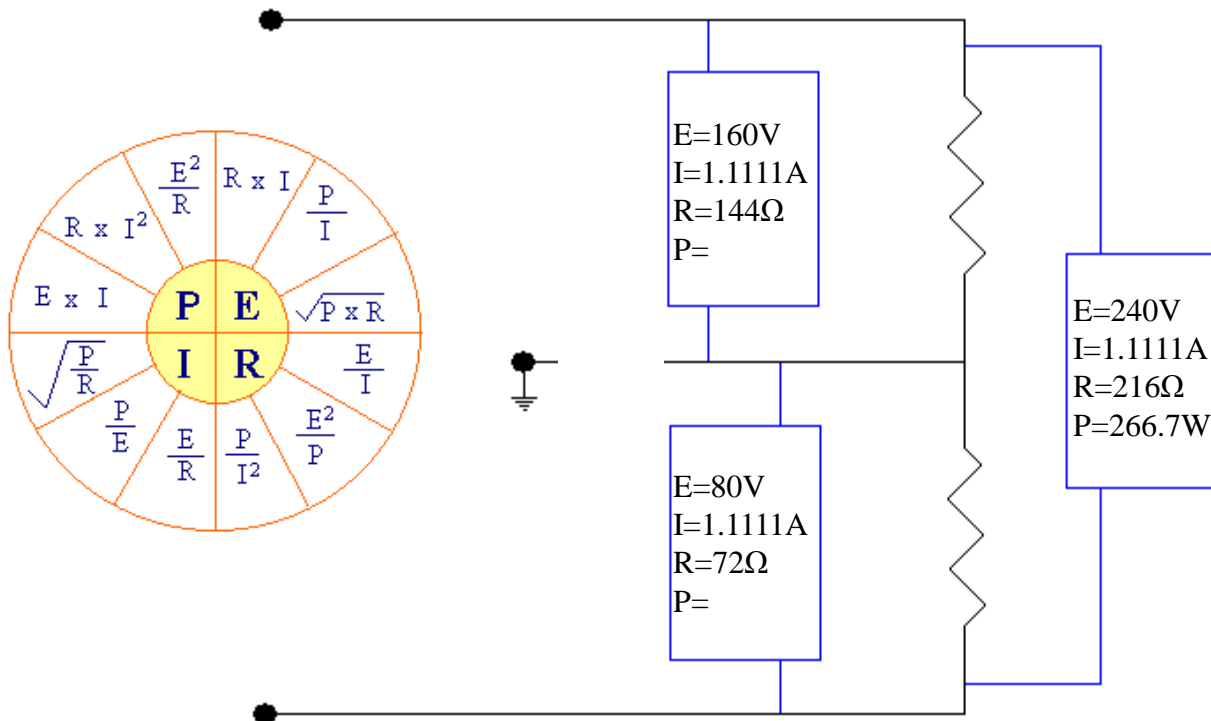 E²/R
R x I
P/I
R x I²
E x I
P
E
√P x R
I
R
√P/R
E/I
P/E
E/R
P/I²
E²/P
E=160V
I=1.1111A
R=144Ω
P=
E=240V
I=1.1111A
R=216Ω
P=266.7W
E=80V
I=1.1111A
R=72Ω
P=